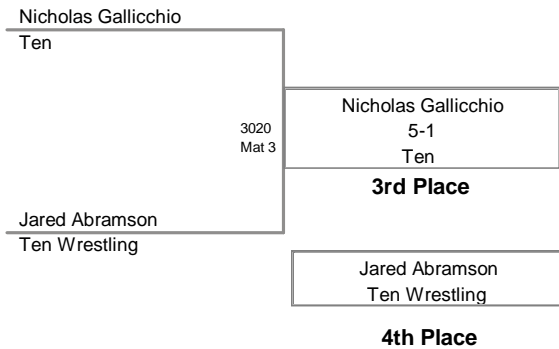 Nicholas Gallicchio
Ten
Nicholas Gallicchio
3020
5-1
Mat 3
Ten
3rd Place
Jared Abramson
Ten Wrestling
Jared Abramson
Ten Wrestling
4th Place